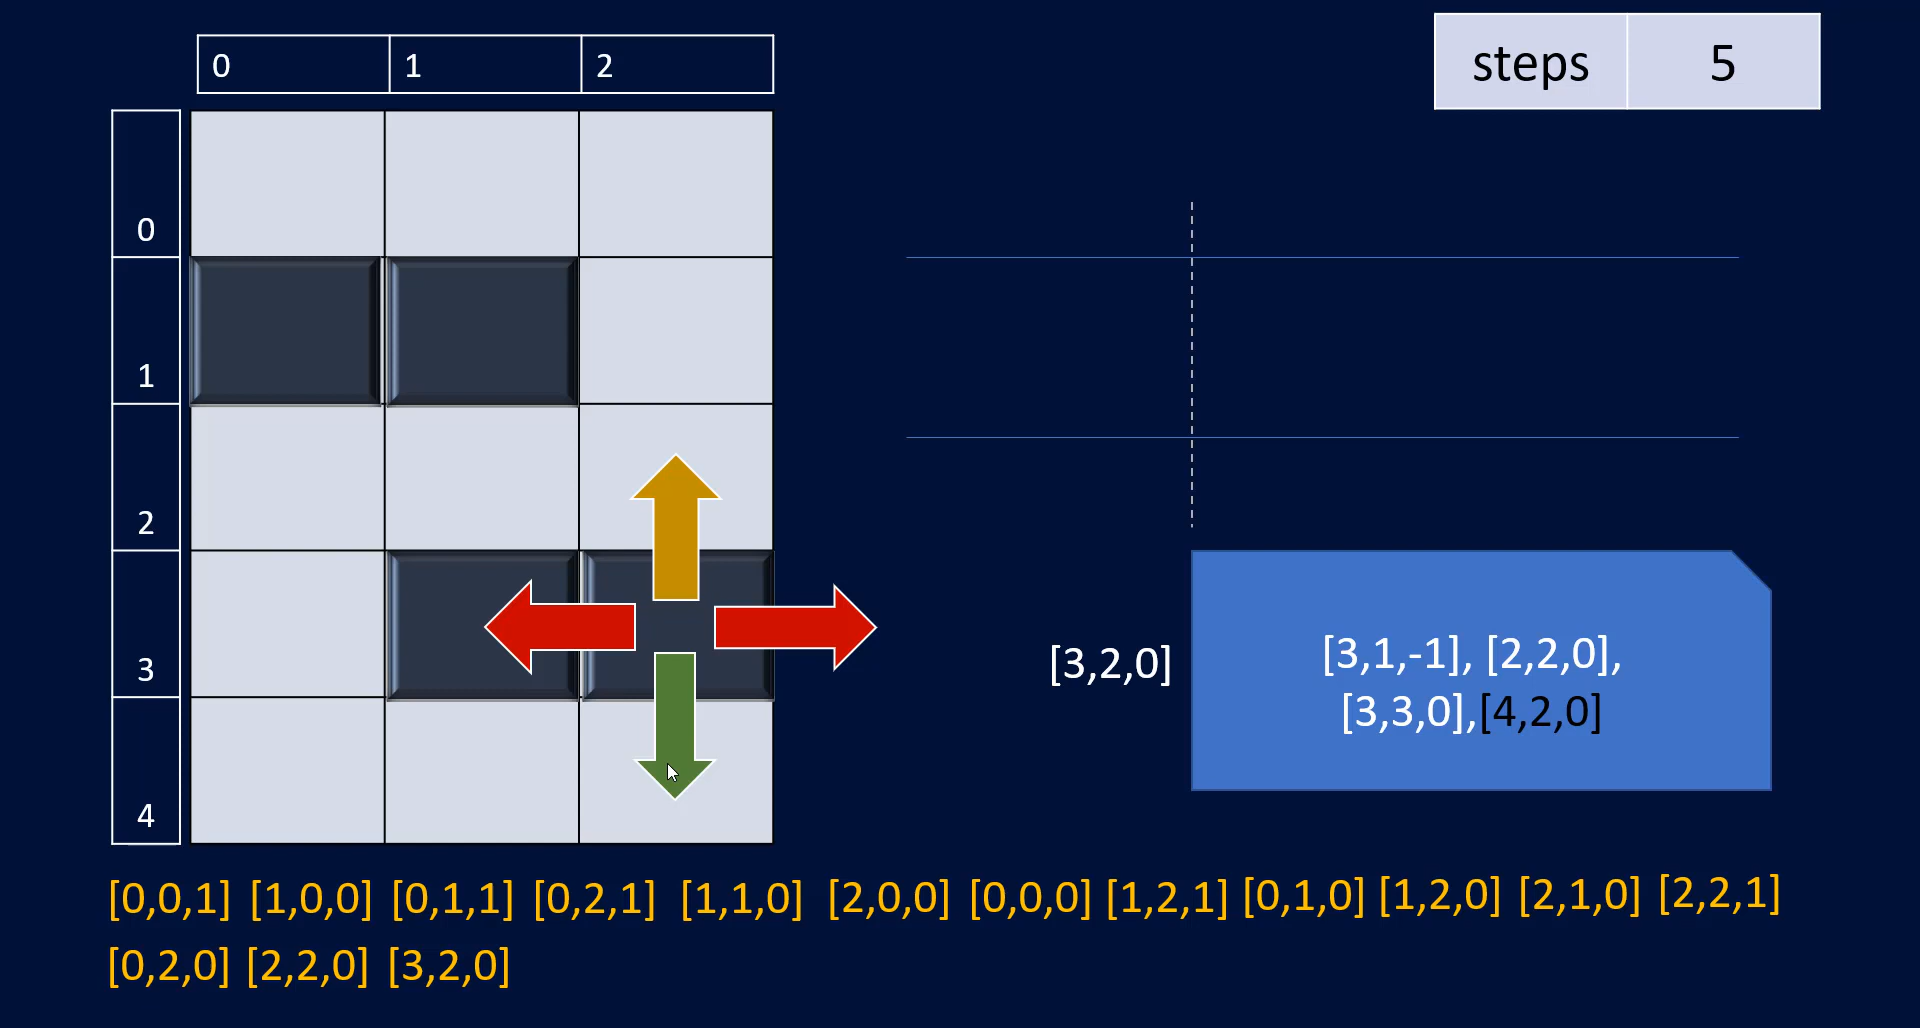 0 1 2
steps 5
0
1
2
3
4
[3,2,0]
[3,1,-1], [2,2,0],
[3,3,0],[4,2,0]
[0,0,1] [1,0,0] [0,1,1] [0,2,1] [1,1,0] [2,0,0] [0,0,0] [1,2,1] [0,1,0] [1,2,0] [2,1,0] [2,2,1]
[0,2,0] [2,2,0] [3,2,0]